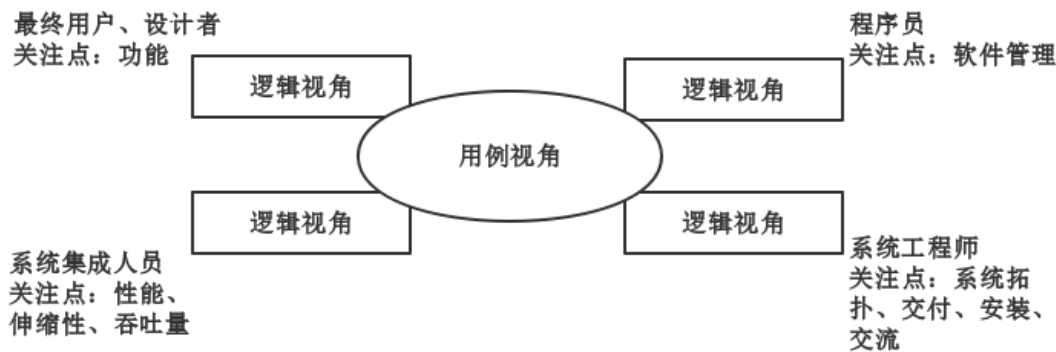 最终用户、设计者
关注点：功能
逻辑视角
程序员
关注点：软件管理
逻辑视角
用例视角
逻辑视角
系统集成人员
关注点：性能、
伸缩性、吞吐量
逻辑视角
系统工程师
关注点：系统拓
扑、交付、安装、
交流